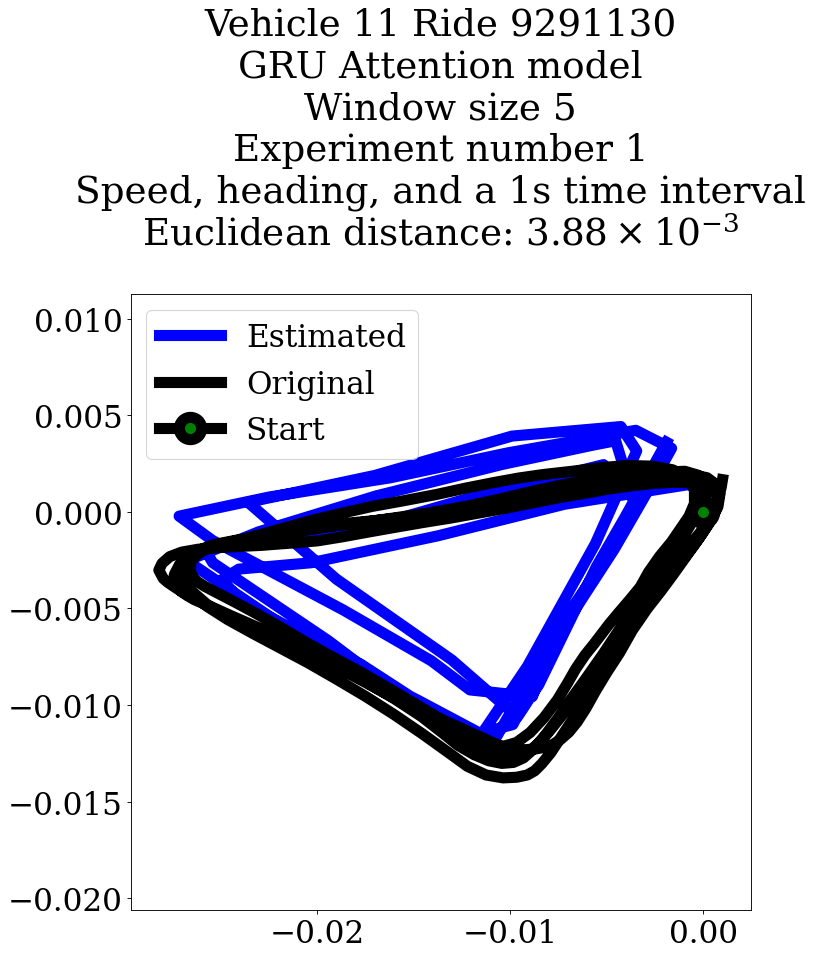 Vehicle 11 Ride 9291130
GRU Attention model
Window size 5
Experiment number 1
Speed, heading, and a 1s time interval
Euclidean distance: 3.88 × 10⁻³
Estimated
Original
Start
0.010
0.005
0.000
−0.005
−0.010
−0.015
−0.020
−0.02 −0.01 0.00